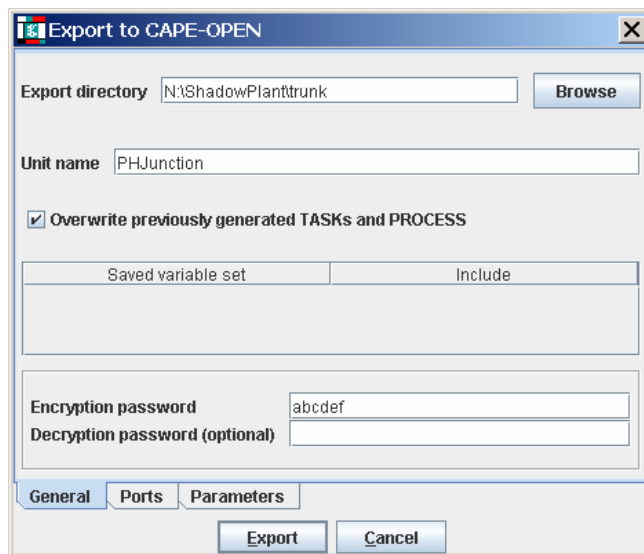 Export to CAPE-OPEN
Export directory N:\ShadowPlant\trunk Browse
Unit name PHJunction
Overwrite previously generated TASKs and PROCESS
Saved variable set Include
Encryption password abcdef
Decryption password (optional)
General Ports Parameters
Export Cancel